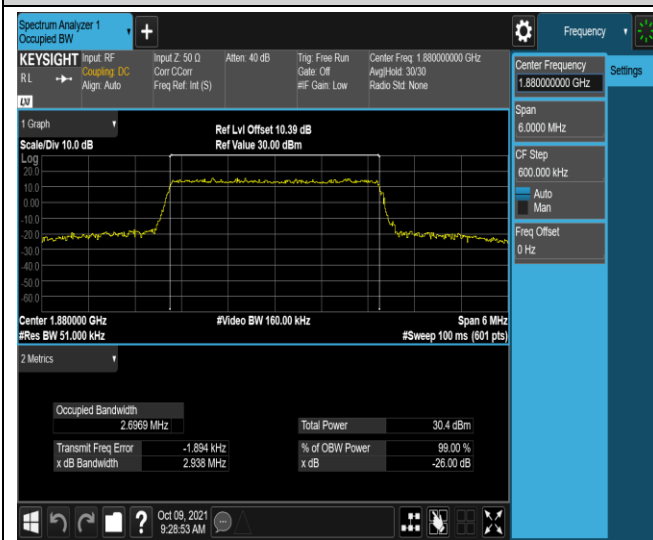 Spectrum Analyzer 1
Occupied BW
Frequency
KEYSIGHT
RL
LXI
Input: RF
Coupling: DC
Align: Auto
Input Z: 50 Ω
Corr CCorr
Freq Ref: Int (S)
Atten: 40 dB
Trig: Free Run
Gate: Off
#IF Gain: Low
Center Freq: 1.880000000 GHz
Avg|Hold: 30/30
Radio Std: None
Center Frequency
1.880000000 GHz
Settings
Span
6.0000 MHz
CF Step
600.000 kHz
Auto
Man
Freq Offset
0 Hz
1 Graph
Scale/Div 10.0 dB
Ref Lvl Offset 10.39 dB
Ref Value 30.00 dBm
Log
20.0
10.0
0.00
-10.0
-20.0
-30.0
-40.0
-50.0
-60.0
Center 1.880000 GHz
#Video BW 160.00 kHz
Span 6 MHz
#Res BW 51.000 kHz
#Sweep 100 ms (601 pts)
2 Metrics
Occupied Bandwidth
2.6969 MHz
Total Power 30.4 dBm
Transmit Freq Error -1.894 kHz
% of OBW Power 99.00 %
x dB Bandwidth 2.938 MHz
x dB -26.00 dB
Oct 09, 2021
9:28:53 AM